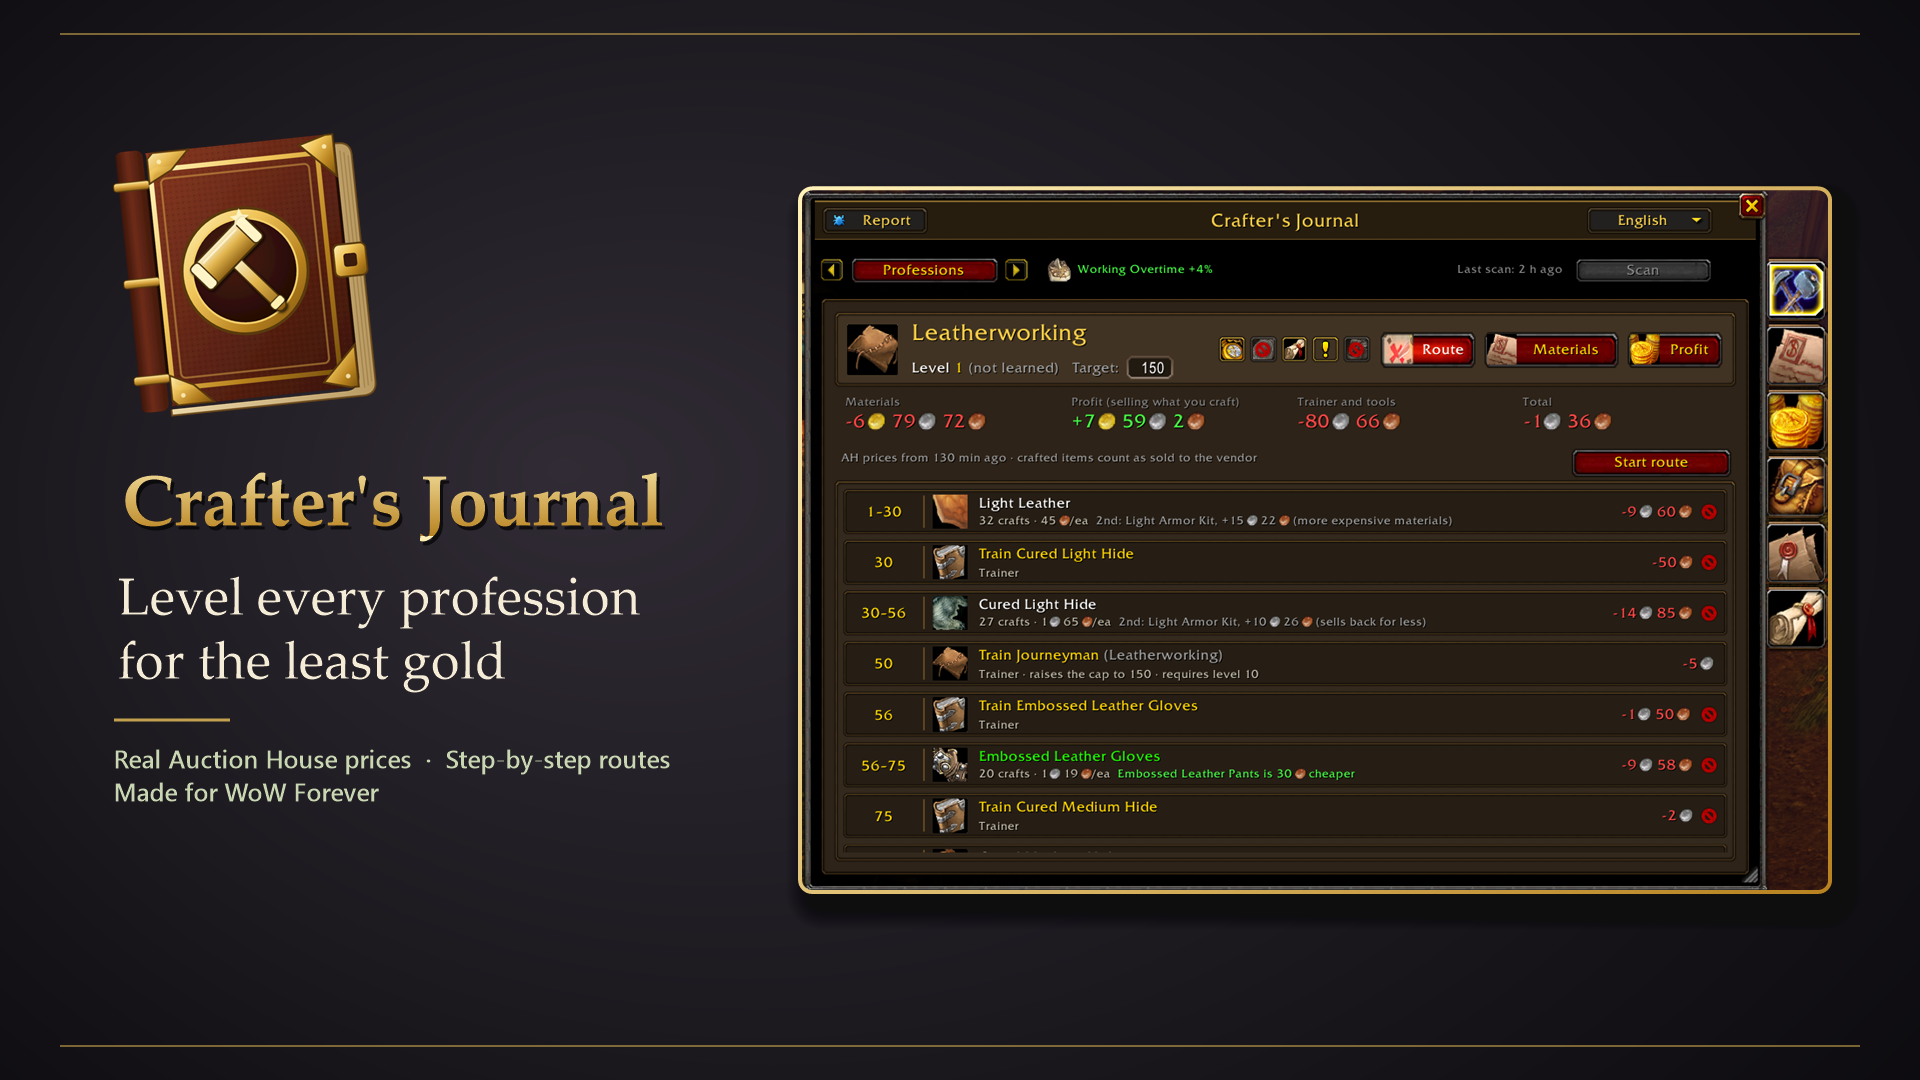 Crafter's Journal
Level every profession
for the least gold
Real Auction House prices · Step-by-step routes
Made for WoW Forever
Report
Crafter's Journal
English
Professions
Working Overtime +4%
Last scan: 2 h ago
Scan
Leatherworking
Level 1 (not learned) Target: 150
Route
Materials
Profit
Materials
-6 79 72
Profit (selling what you craft)
+7 59 2
Trainer and tools
-80 66
Total
-1 36
AH prices from 130 min ago · crafted items count as sold to the vendor
Start route
1-30
Light Leather
32 crafts · 45 /ea 2nd: Light Armor Kit, +15 22 (more expensive materials)
-9 60
30
Train Cured Light Hide
Trainer
-50
30-56
Cured Light Hide
27 crafts · 1 65 /ea 2nd: Light Armor Kit, +10 26 (sells back for less)
-14 85
50
Train Journeyman (Leatherworking)
Trainer · raises the cap to 150 · requires level 10
-5
56
Train Embossed Leather Gloves
Trainer
-1 50
56-75
Embossed Leather Gloves
20 crafts · 1 19 /ea Embossed Leather Pants is 30 cheaper
-9 58
75
Train Cured Medium Hide
Trainer
-2